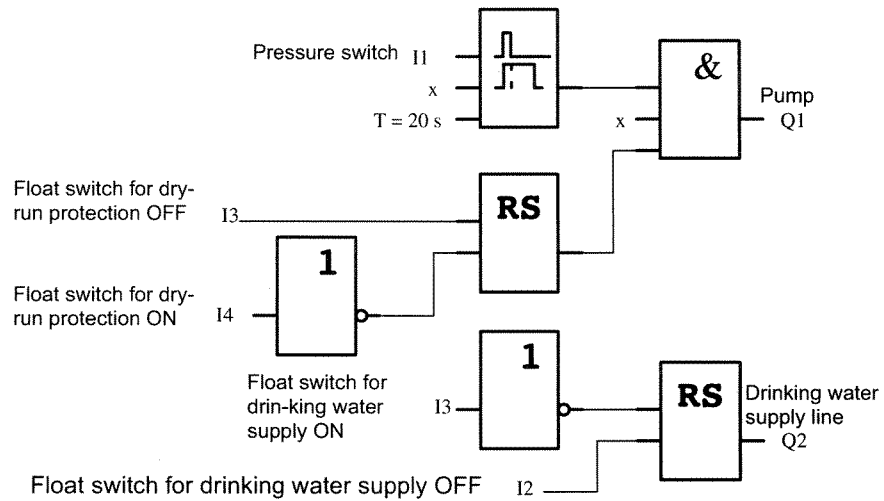 Pressure switch I1
x
T = 20 s
&
x
Pump
Q1
Float switch for dry-
run protection OFF I3
RS
1
Float switch for dry-
run protection ON I4
Float switch for
drin-king water
supply ON
1
I3
RS
Drinking water
supply line
Q2
Float switch for drinking water supply OFF I2